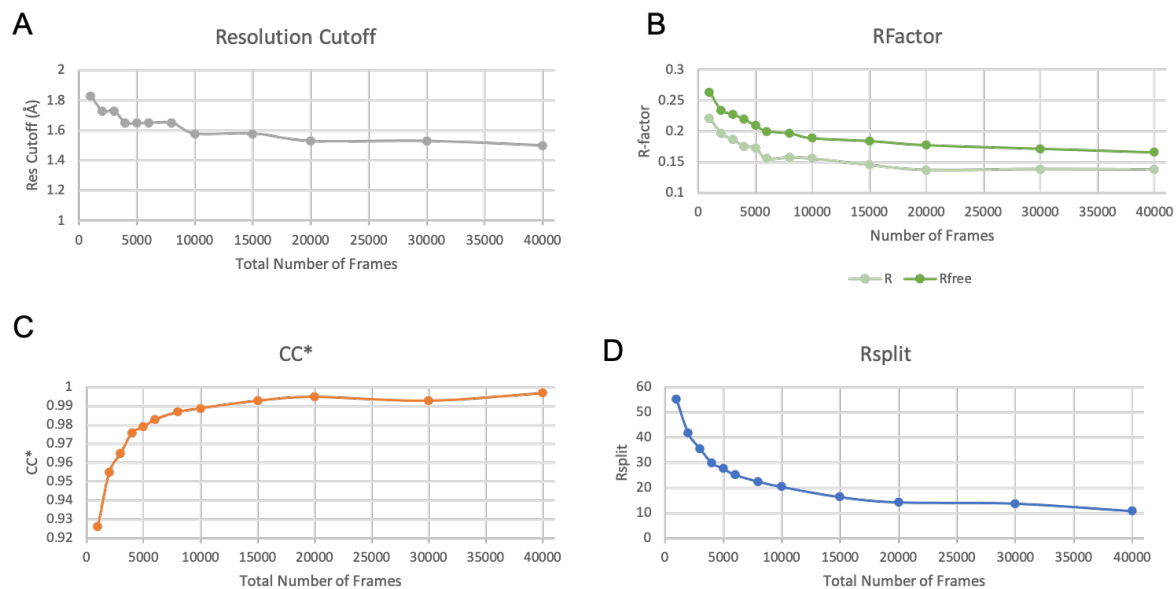 A
Resolution Cutoff
Res Cutoff (Å)
2
1.8
1.6
1.4
1.2
1
0 5000 10000 15000 20000 25000 30000 35000 40000
Total Number of Frames
B
RFactor
R-factor
0.3
0.25
0.2
0.15
0.1
0 5000 10000 15000 20000 25000 30000 35000 40000
Number of Frames
R Rfree
C
CC*
CC*
1
0.99
0.98
0.97
0.96
0.95
0.94
0.93
0.92
0 5000 10000 15000 20000 25000 30000 35000 40000
Total Number of Frames
D
Rsplit
Rsplit
60
50
40
30
20
10
0
0 5000 10000 15000 20000 25000 30000 35000 40000
Total Number of Frames